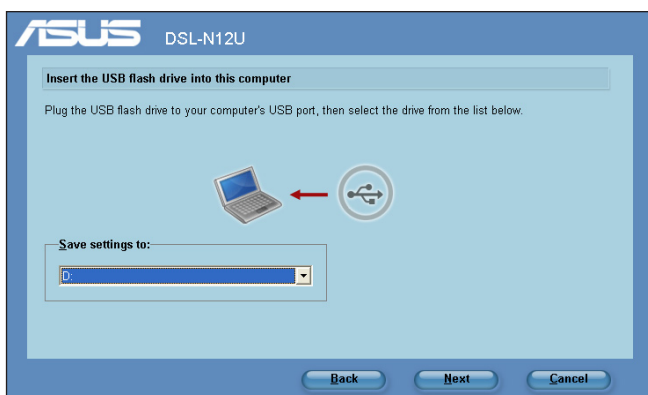 ASUS DSL-N12U
Insert the USB flash drive into this computer
Plug the USB flash drive to your computer's USB port, then select the drive from the list below.
Save settings to:
D:
Back Next Cancel